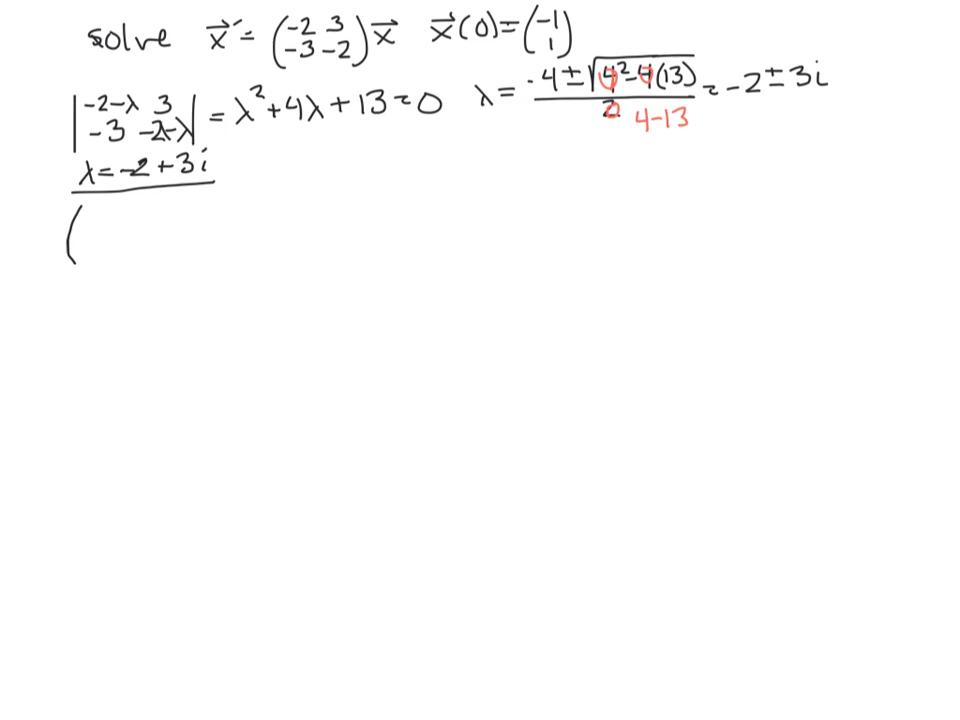 solve x⃗′ = (-2 3; -3 -2) x⃗   x⃗(0) = (-1; 1)
|-2-λ 3; -3 -2-λ| = λ² + 4λ + 13 = 0   λ = (-4 ± √(4² - 4(13)))/2 = -2 ± 3i
4-13
λ = -2 + 3i
(